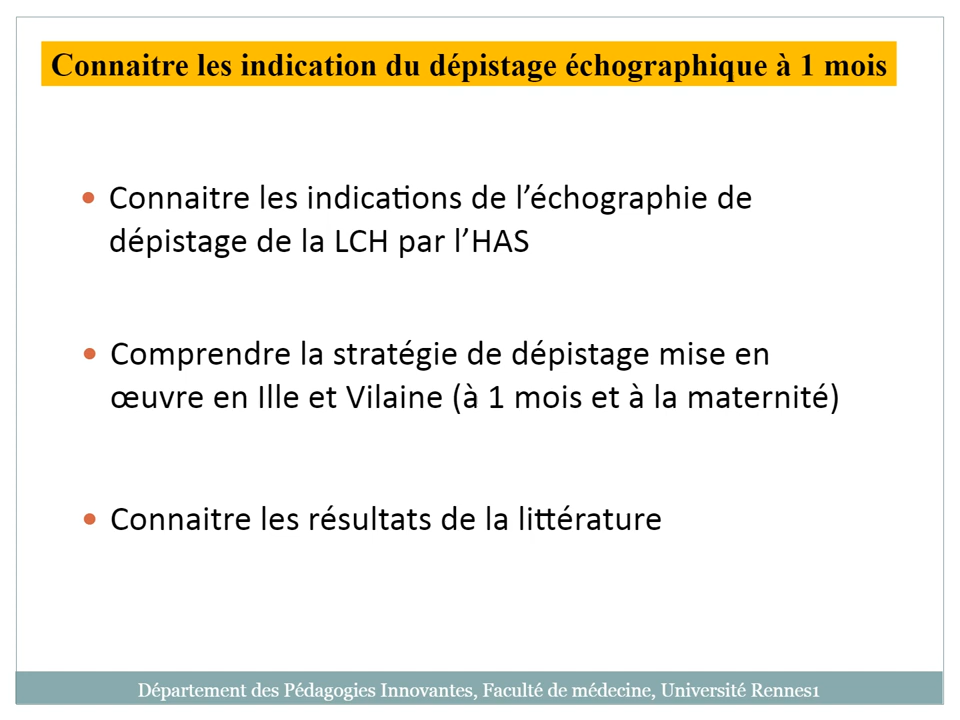 Connaitre les indication du dépistage échographique à 1 mois
• Connaitre les indications de l’échographie de
dépistage de la LCH par l’HAS
• Comprendre la stratégie de dépistage mise en
œuvre en Ille et Vilaine (à 1 mois et à la maternité)
• Connaitre les résultats de la littérature
Département des Pédagogies Innovantes, Faculté de médecine, Université Rennes1